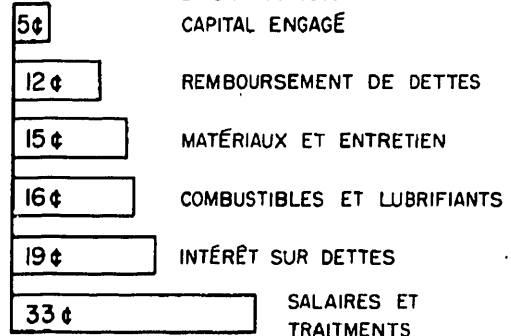 5¢ CAPITAL ENGAGÉ
12¢ REMBOURSEMENT DE DETTES
15¢ MATÉRIAUX ET ENTRETIEN
16¢ COMBUSTIBLES ET LUBRIFIANTS
19¢ INTÉRÊT SUR DETTES
33¢ SALAIRES ET
TRAITMENTS